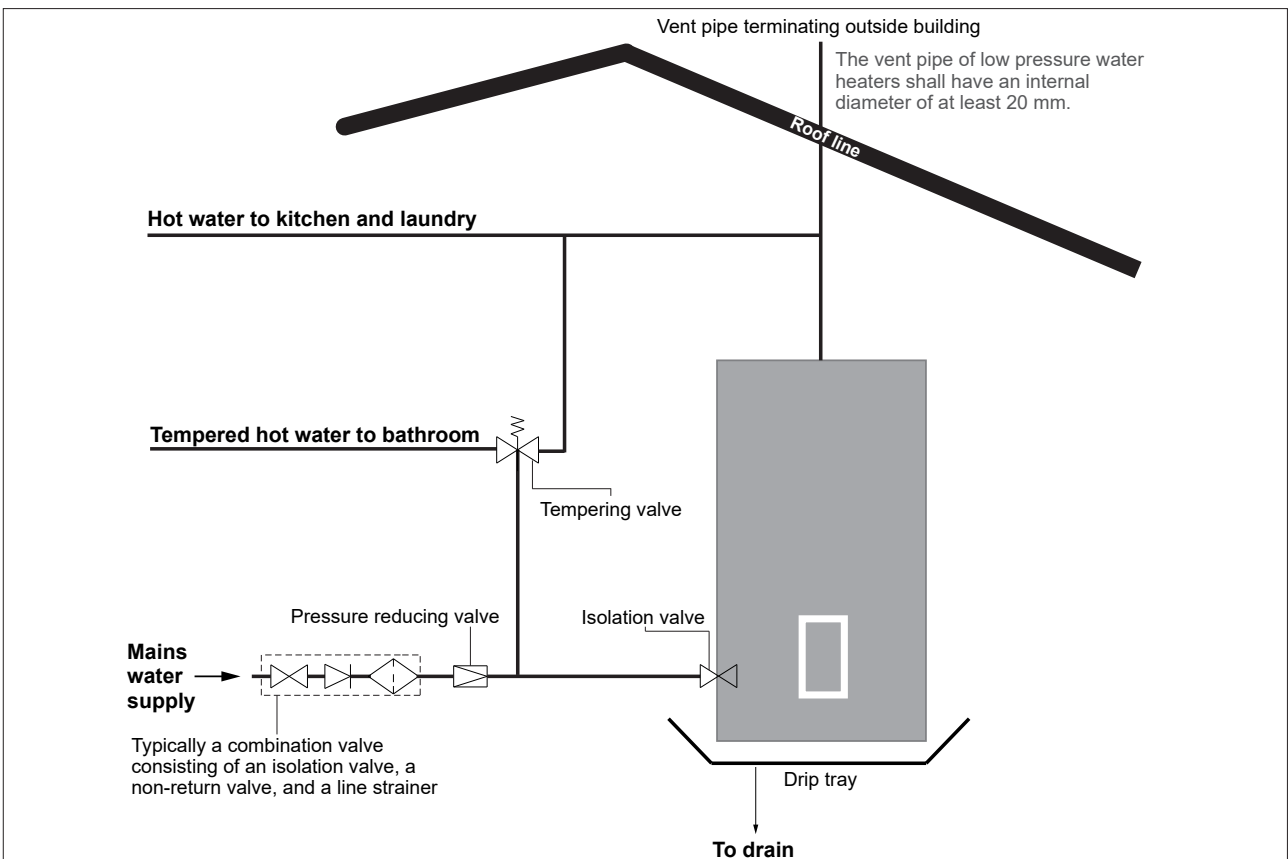 Vent pipe terminating outside building
The vent pipe of low pressure water
heaters shall have an internal
diameter of at least 20 mm.
Roof line
Hot water to kitchen and laundry
Tempered hot water to bathroom
Tempering valve
Pressure reducing valve
Isolation valve
Mains
water
supply
Typically a combination valve
consisting of an isolation valve, a
non-return valve, and a line strainer
Drip tray
To drain